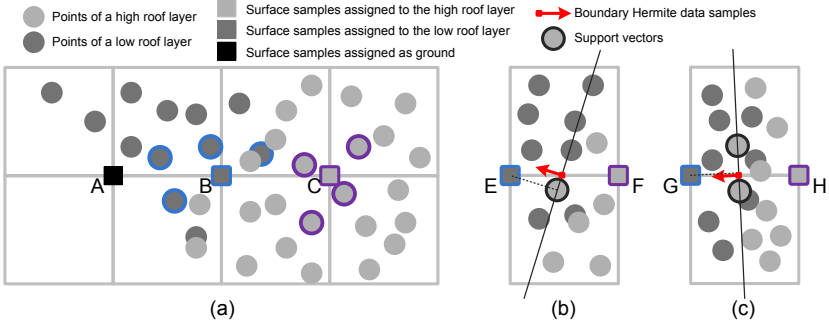 Points of a high roof layer
Points of a low roof layer
Surface samples assigned to the high roof layer
Surface samples assigned to the low roof layer
Surface samples assigned as ground
Boundary Hermite data samples
Support vectors
A B C E F G H
(a) (b) (c)